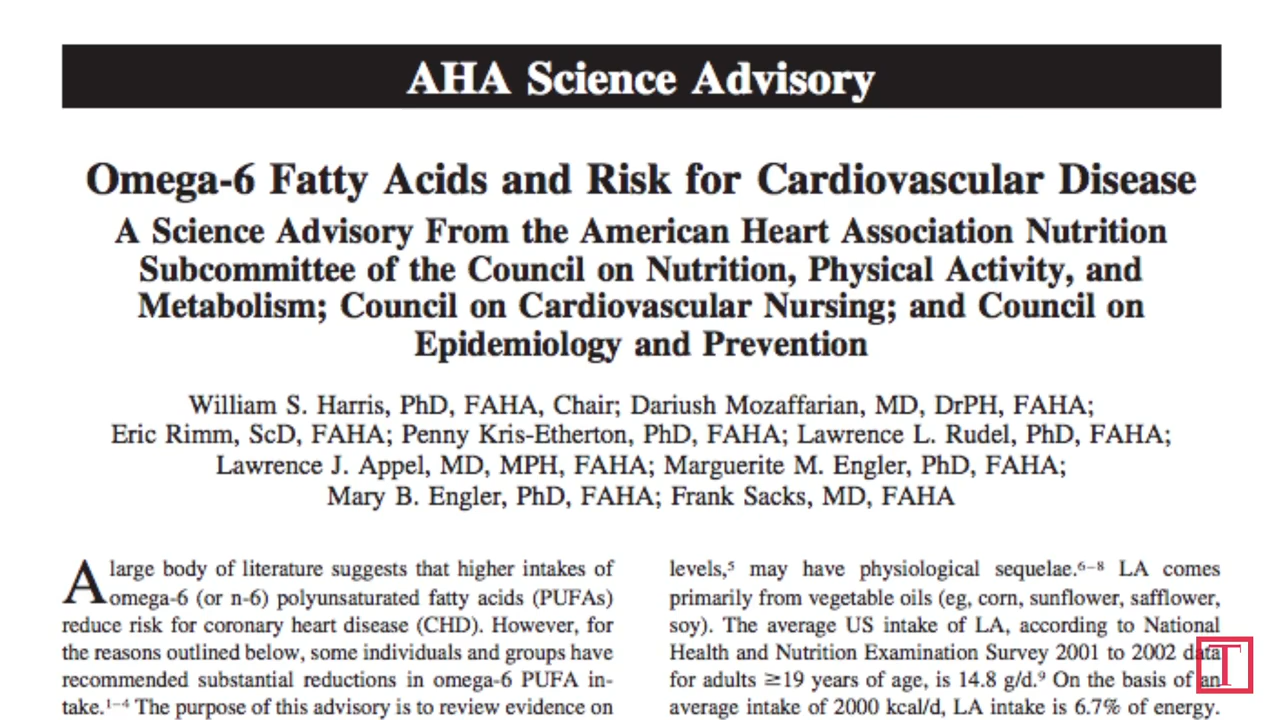 AHA Science Advisory
Omega-6 Fatty Acids and Risk for Cardiovascular Disease
A Science Advisory From the American Heart Association Nutrition
Subcommittee of the Council on Nutrition, Physical Activity, and
Metabolism; Council on Cardiovascular Nursing; and Council on
Epidemiology and Prevention
William S. Harris, PhD, FAHA, Chair; Dariush Mozaffarian, MD, DrPH, FAHA;
Eric Rimm, ScD, FAHA; Penny Kris-Etherton, PhD, FAHA; Lawrence L. Rudel, PhD, FAHA;
Lawrence J. Appel, MD, MPH, FAHA; Marguerite M. Engler, PhD, FAHA;
Mary B. Engler, PhD, FAHA; Frank Sacks, MD, FAHA
A large body of literature suggests that higher intakes of
omega-6 (or n-6) polyunsaturated fatty acids (PUFAs)
reduce risk for coronary heart disease (CHD). However, for
the reasons outlined below, some individuals and groups have
recommended substantial reductions in omega-6 PUFA in-
take.¹⁻⁴ The purpose of this advisory is to review evidence on
levels,⁵ may have physiological sequelae.⁶⁻⁸ LA comes
primarily from vegetable oils (eg, corn, sunflower, safflower,
soy). The average US intake of LA, according to National
Health and Nutrition Examination Survey 2001 to 2002 data
for adults ≥19 years of age, is 14.8 g/d.⁹ On the basis of an
average intake of 2000 kcal/d, LA intake is 6.7% of energy.
T